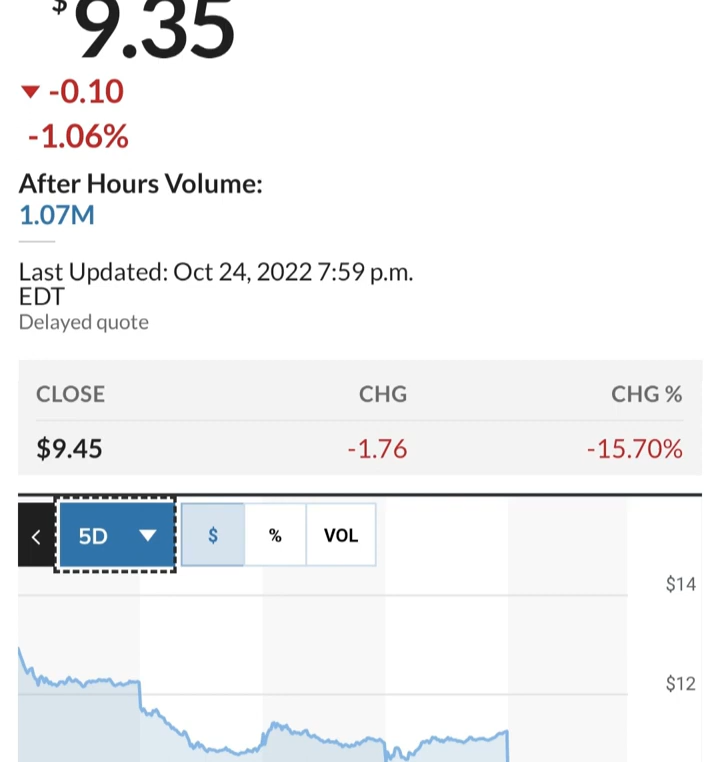 $9.35
-0.10
-1.06%
After Hours Volume:
1.07M
Last Updated: Oct 24, 2022 7:59 p.m.
EDT
Delayed quote
CLOSE CHG CHG %
$9.45 -1.76 -15.70%
5D $ % VOL
$14
$12